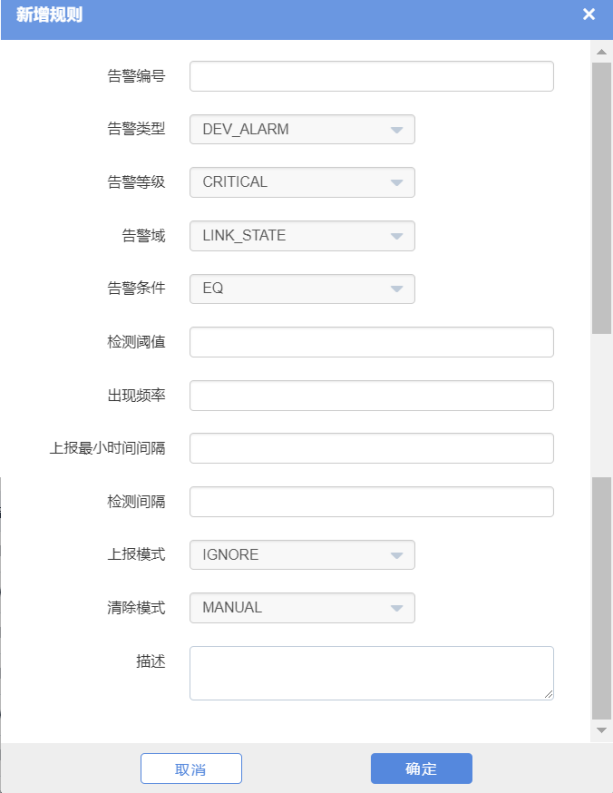 新增规则
告警编号
告警类型 DEV_ALARM
告警等级 CRITICAL
告警域 LINK_STATE
告警条件 EQ
检测阈值
出现频率
上报最小时间间隔
检测间隔
上报模式 IGNORE
清除模式 MANUAL
描述
取消 确定